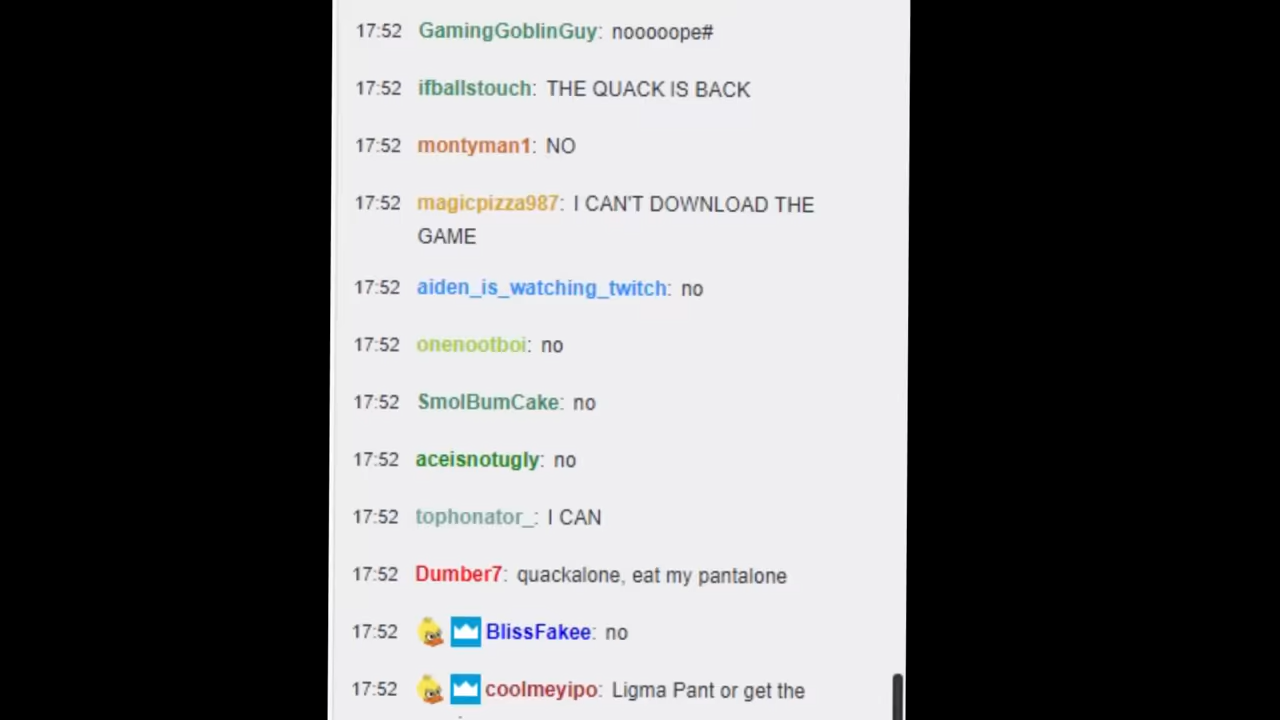 17:52 GamingGoblinGuy: nooooope#
17:52 ifballstouch: THE QUACK IS BACK
17:52 montyman1: NO
17:52 magicpizza987: I CAN'T DOWNLOAD THE
GAME
17:52 aiden_is_watching_twitch: no
17:52 onenootboi: no
17:52 SmolBumCake: no
17:52 aceisnotugly: no
17:52 tophonator_: I CAN
17:52 Dumber7: quackalone, eat my pantalone
17:52 BlissFakee: no
17:52 coolmeyipo: Ligma Pant or get the